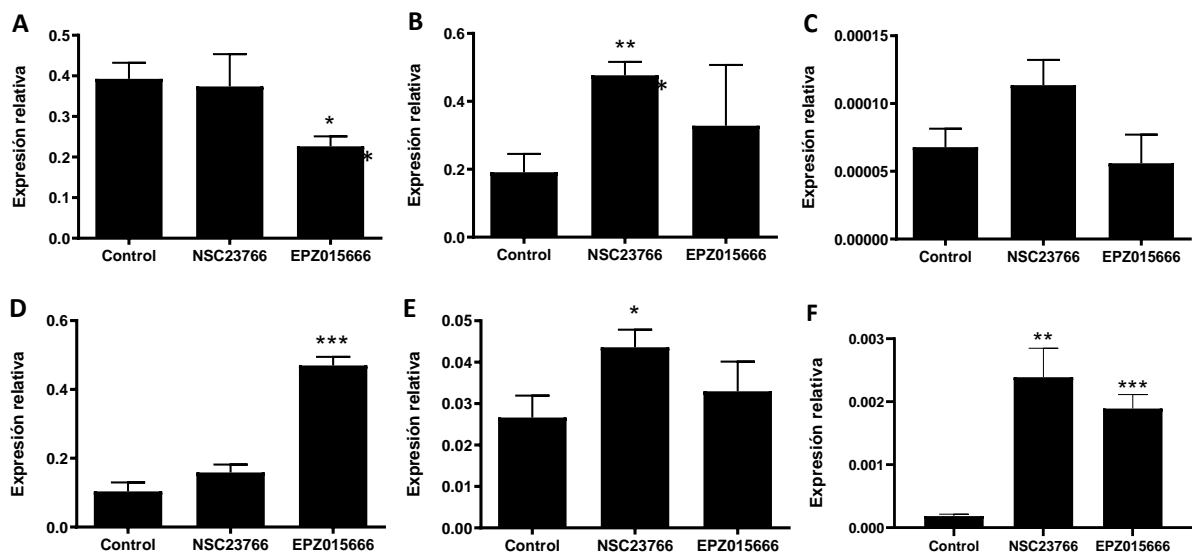 A
Expresión relativa
0.5
0.4
0.3
0.2
0.1
0.0
*
*
Control NSC23766 EPZ015666
B
Expresión relativa
0.6
0.4
0.2
0.0
**
*
Control NSC23766 EPZ015666
C
Expresión relativa
0.00015
0.00010
0.00005
0.00000
Control NSC23766 EPZ015666
D
Expresión relativa
0.6
0.4
0.2
0.0
***
Control NSC23766 EPZ015666
E
Expresión relativa
0.05
0.04
0.03
0.02
0.01
0.00
*
Control NSC23766 EPZ015666
F
Expresión relativa
0.003
0.002
0.001
0.000
**
***
Control NSC23766 EPZ015666